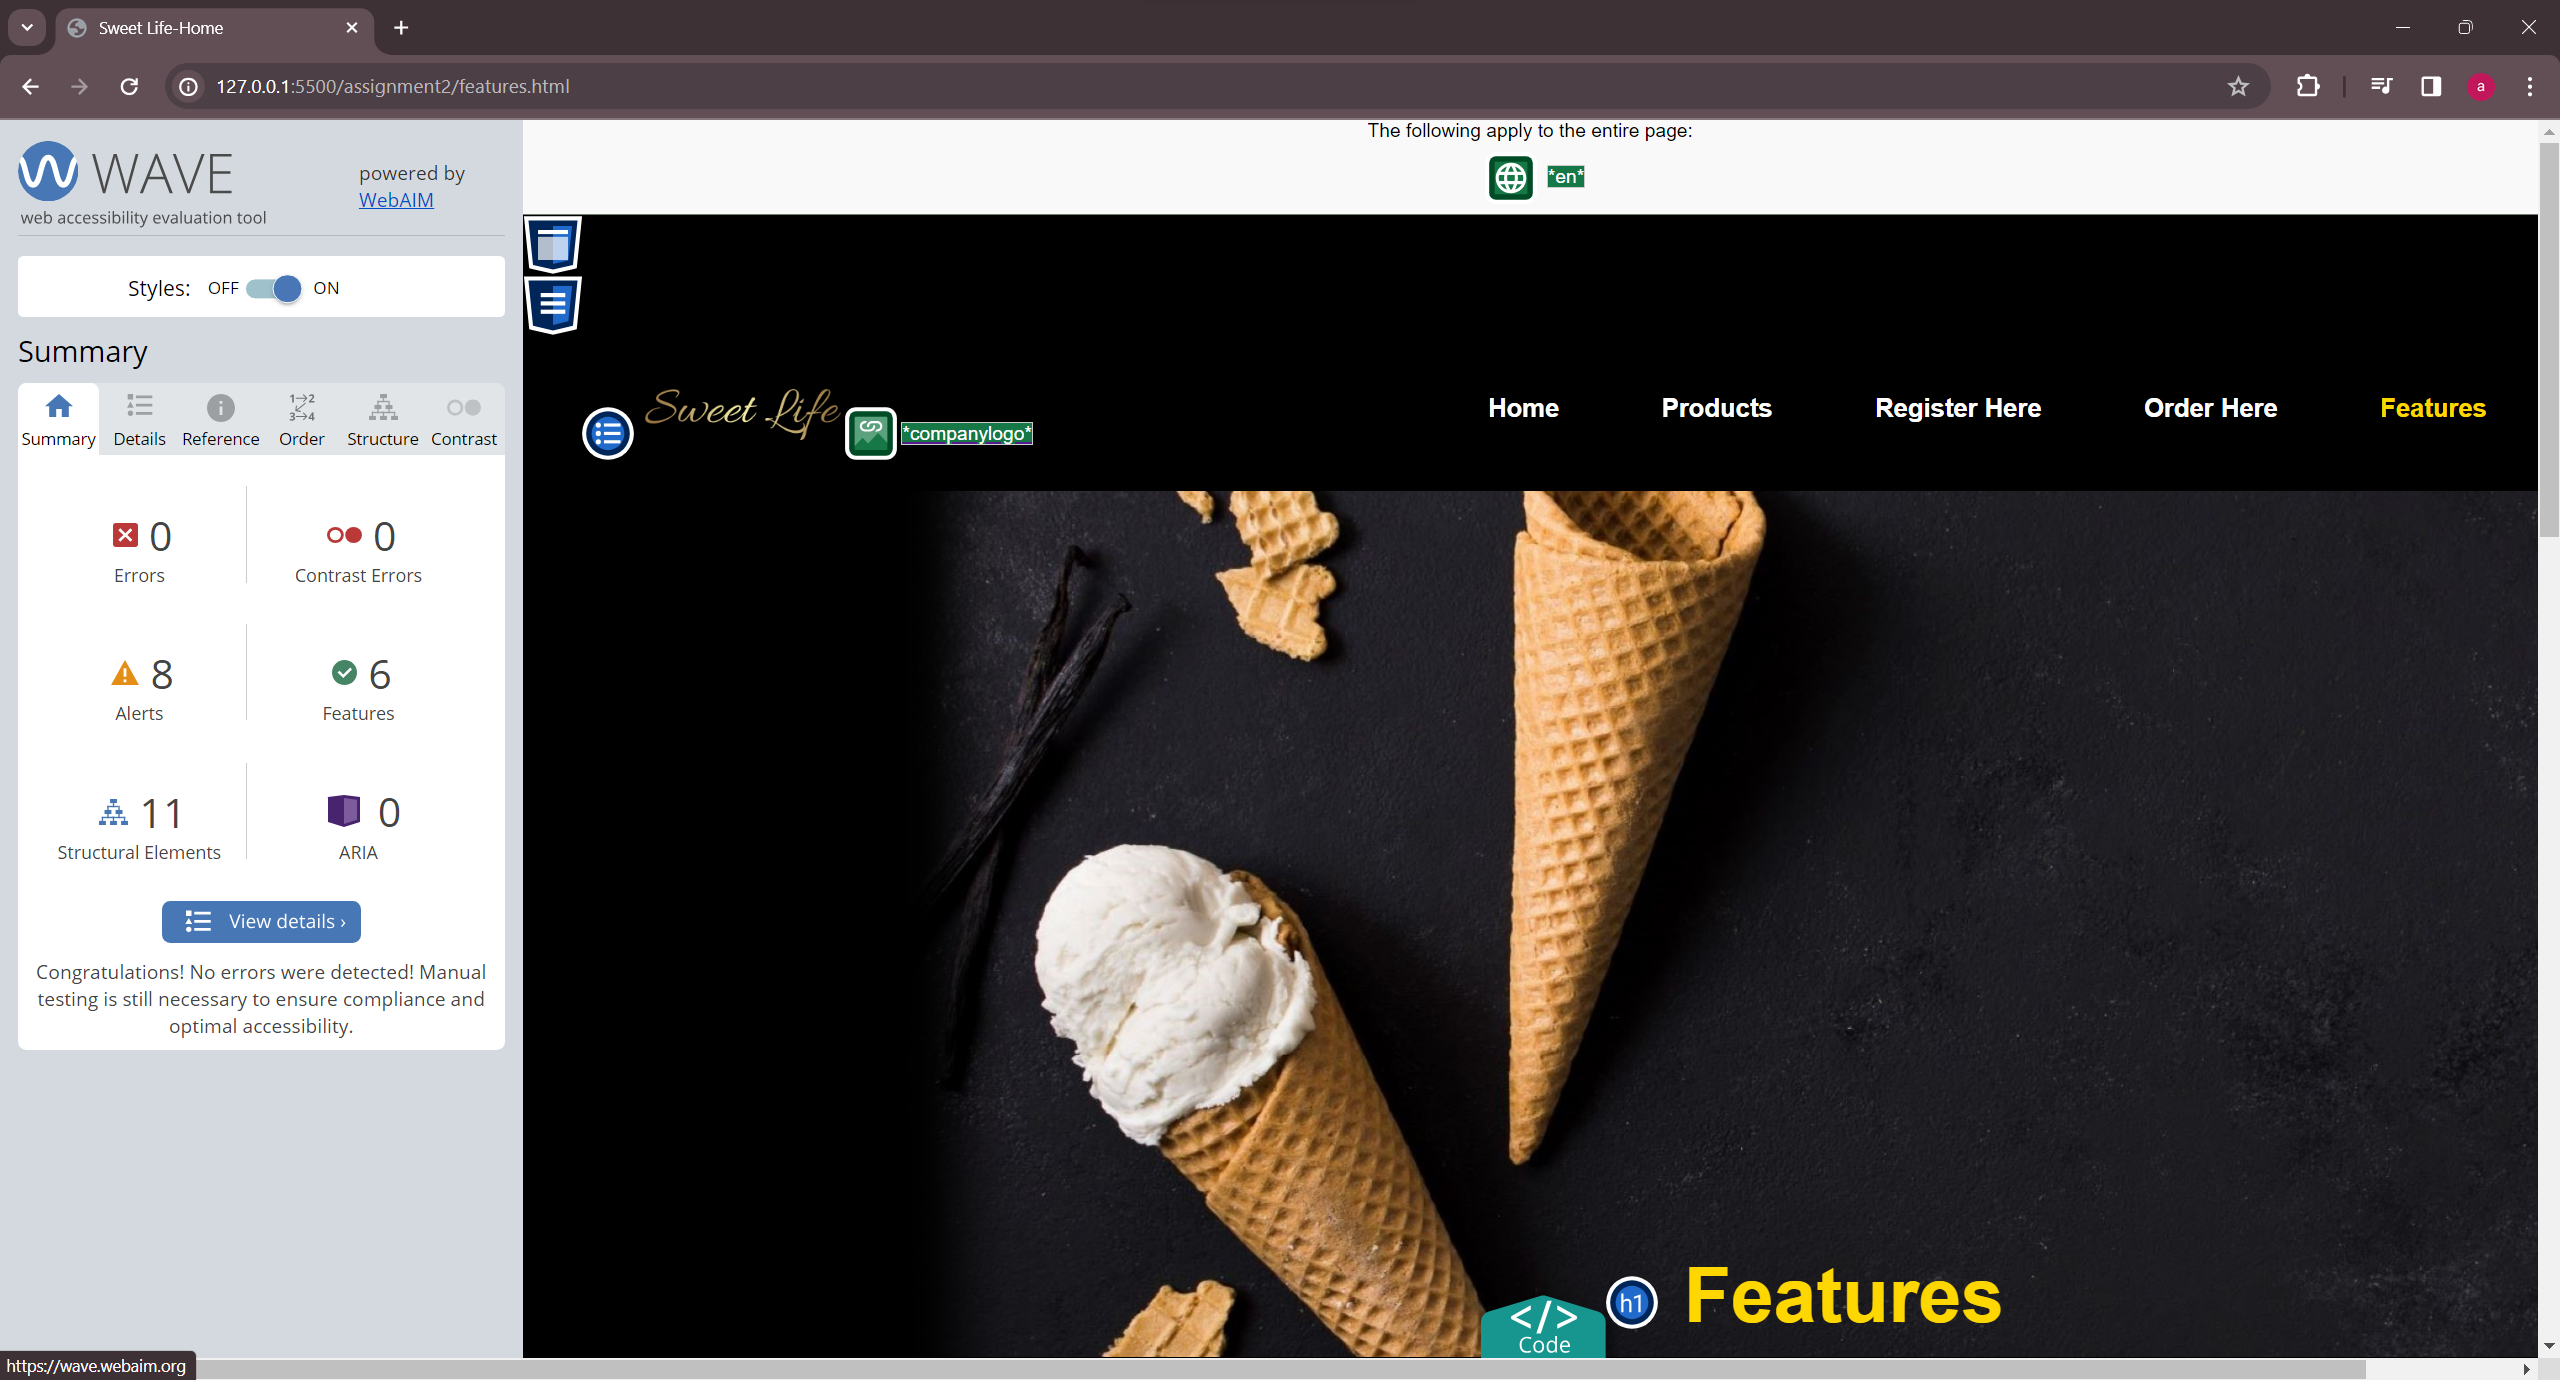 Sweet Life-Home
127.0.0.1:5500/assignment2/features.html
a
WAVE
web accessibility evaluation tool
powered by
WebAIM
Styles: OFF ON
Summary
Summary Details Reference Order Structure Contrast
0 Errors
0 Contrast Errors
8 Alerts
6 Features
11 Structural Elements
0 ARIA
View details ›
Congratulations! No errors were detected! Manual
testing is still necessary to ensure compliance and
optimal accessibility.
https://wave.webaim.org
The following apply to the entire page:
*en*
Sweet Life
*companylogo*
Home Products Register Here Order Here Features
h1 Features
</>
Code